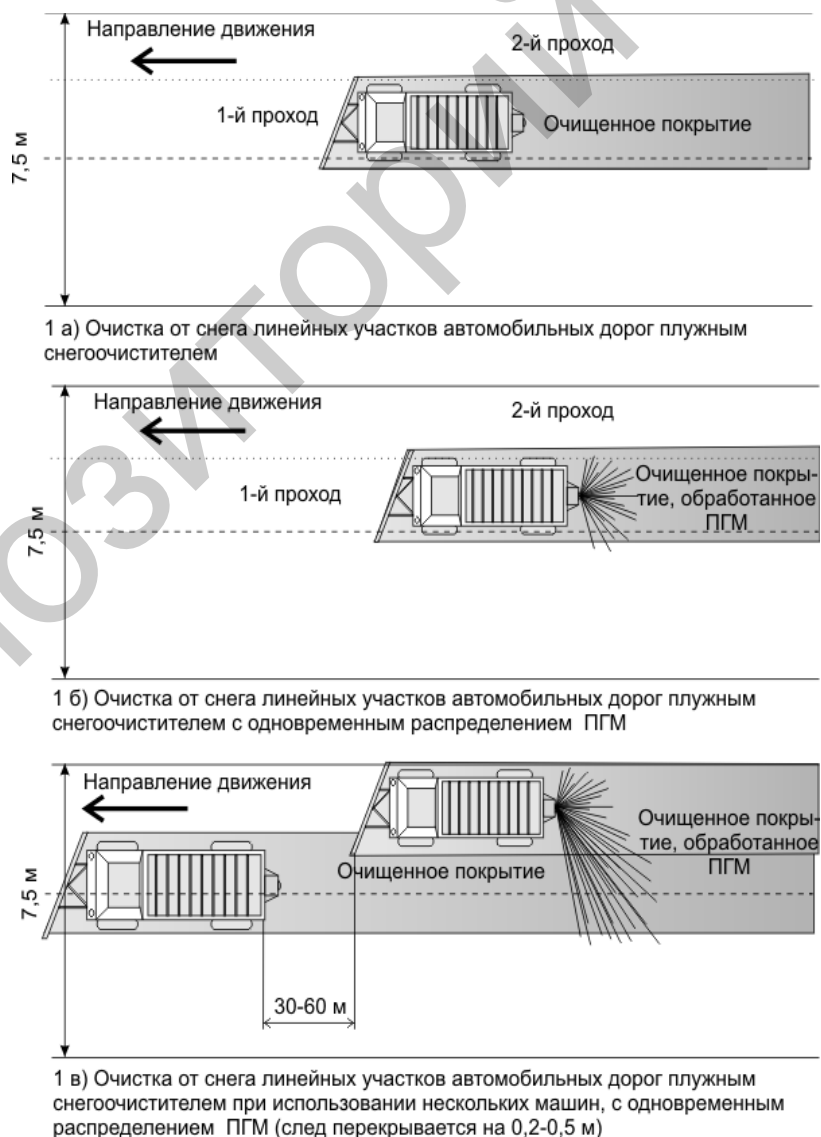 Направление движения
2-й проход
1-й проход
Очищенное покрытие
7,5 м
1 а) Очистка от снега линейных участков автомобильных дорог плужным
снегоочистителем
Направление движения
2-й проход
1-й проход
Очищенное покры-
тие, обработанное
ПГМ
7,5 м
1 б) Очистка от снега линейных участков автомобильных дорог плужным
снегоочистителем с одновременным распределением ПГМ
Направление движения
Очищенное покры-
тие, обработанное
ПГМ
Очищенное покрытие
7,5 м
30-60 м
1 в) Очистка от снега линейных участков автомобильных дорог плужным
снегоочистителем при использовании нескольких машин, с одновременным
распределением ПГМ (след перекрывается на 0,2-0,5 м)